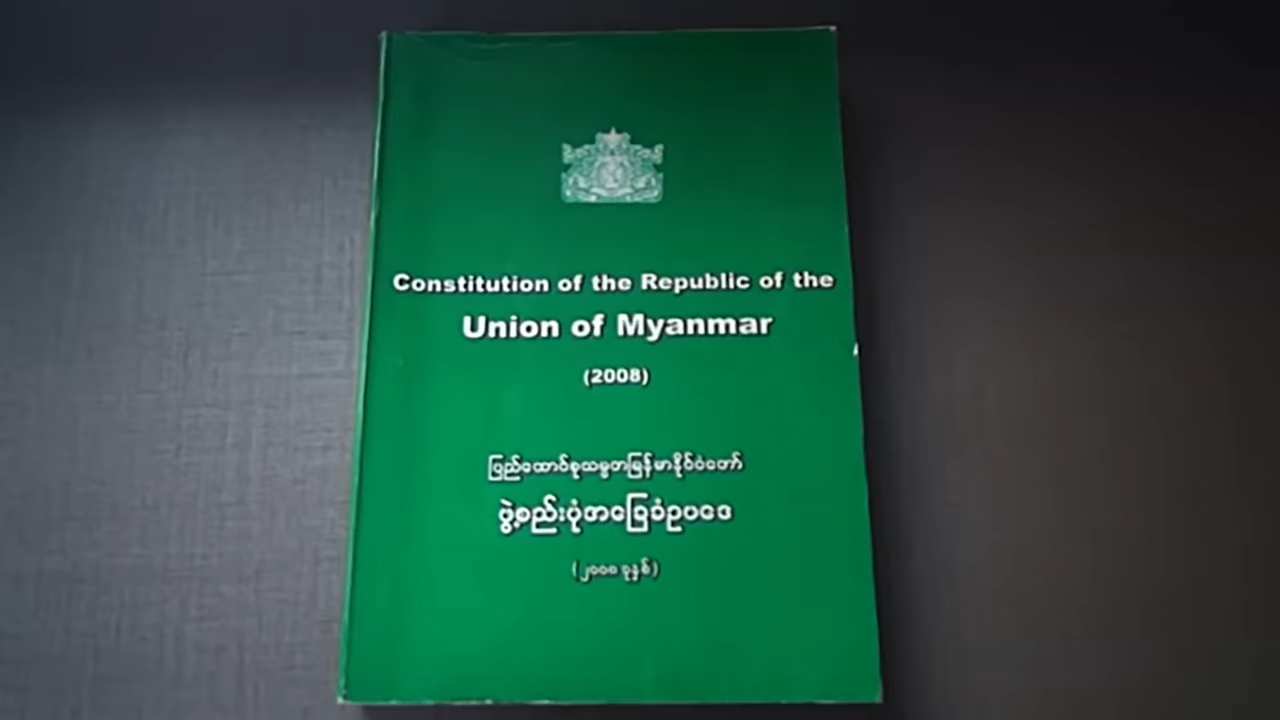 Constitution of the Republic of the
Union of Myanmar
(2008)
ပြည်ထောင်စုသမ္မတမြန်မာနိုင်ငံတော်
ဖွဲ့စည်းပုံအခြေခံဥပဒေ
(၂၀၀၈ ခုနှစ်)